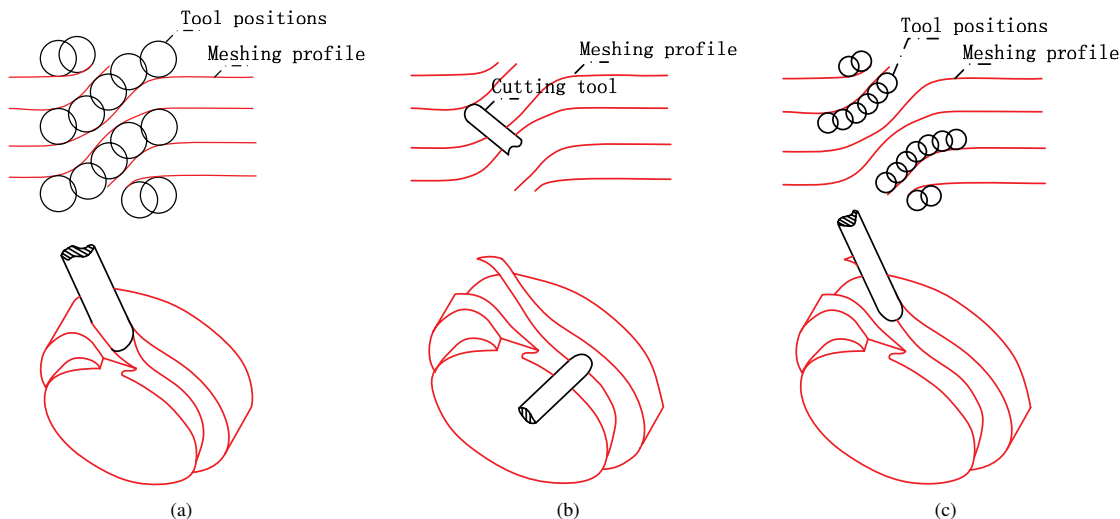 Tool positions
Meshing profile
(a)
Meshing profile
Cutting tool
(b)
Tool positions
Meshing profile
(c)